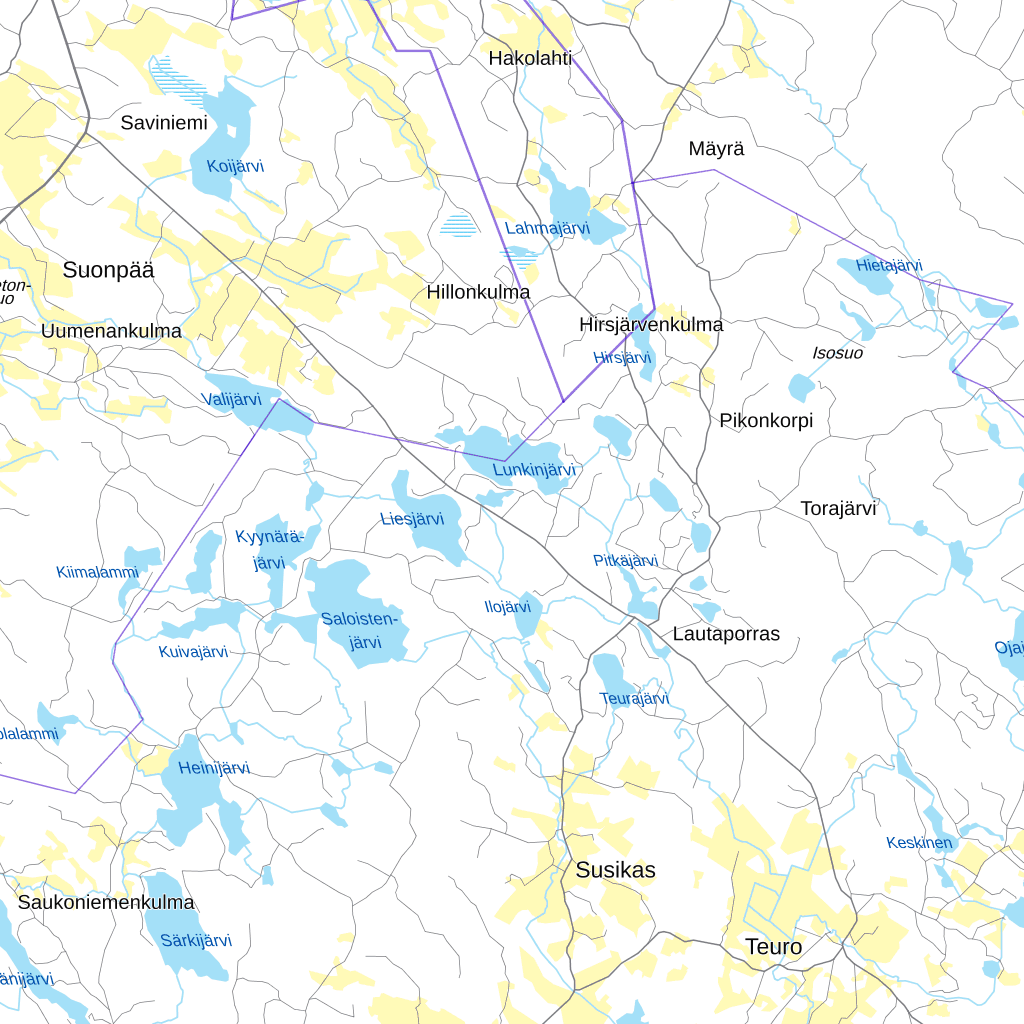 Hakolahti
Saviniemi
Mäyrä
Koijärvi
Lahmajärvi
Suonpää
Hietajärvi
Hillonkulma
Uumenankulma
Hirsjärvenkulma
Isosuo
Hirsjärvi
Valijärvi
Pikonkorpi
Lunkinjärvi
Torajärvi
Liesjärvi
Kyynärä-
järvi
Pitkäjärvi
Kiimalammi
Ilojärvi
Saloisten-
järvi
Lautaporras
Kuivajärvi
Teurajärvi
Heinijärvi
Keskinen
Susikas
Saukoniemenkulma
Särkijärvi
Teuro